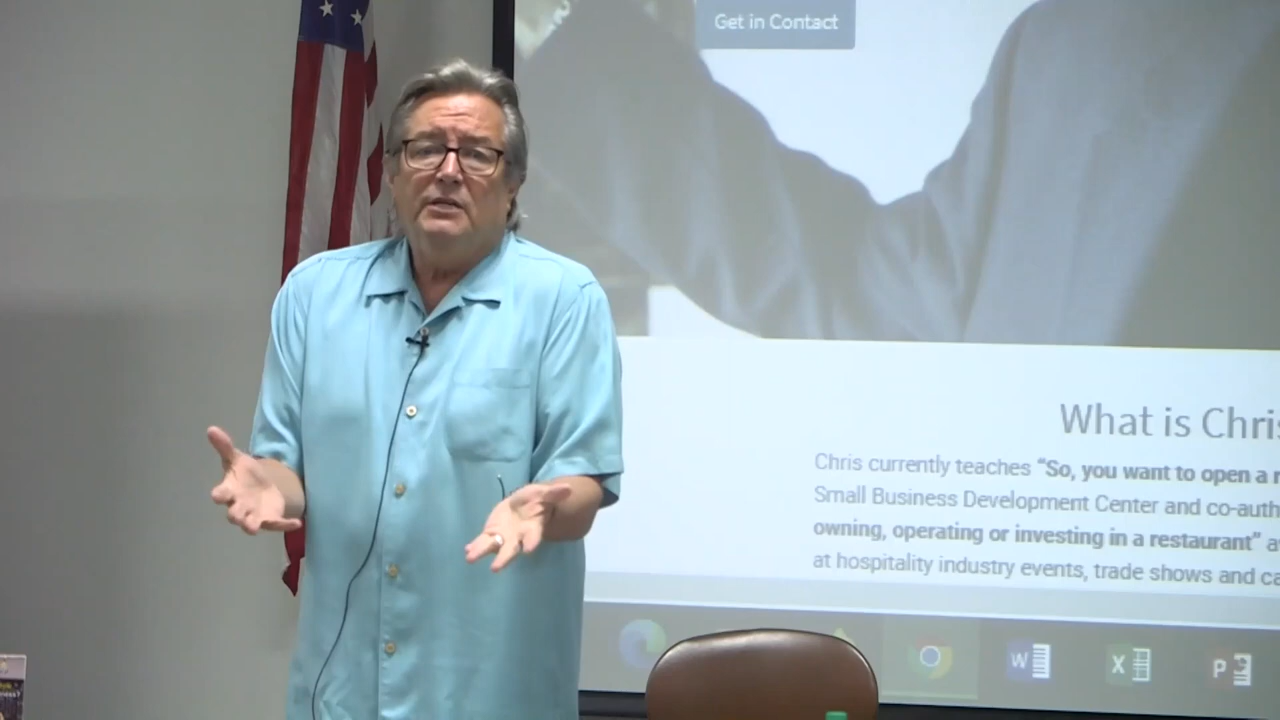 Get in Contact
What is Chris
Chris currently teaches “So, you want to open a r
Small Business Development Center and co-auth
owning, operating or investing in a restaurant” a
at hospitality industry events, trade shows and ca
W
X
P